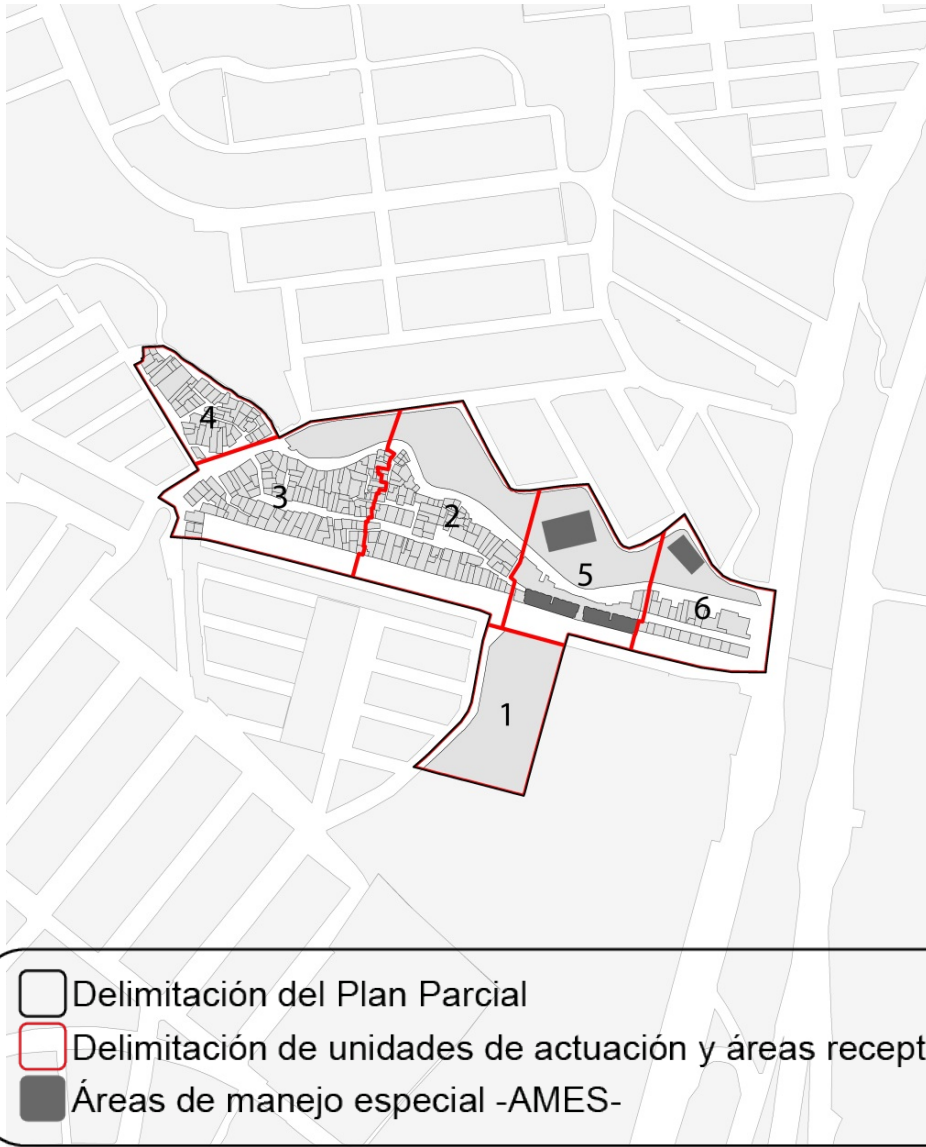 4
3
2
5
6
1
Delimitación del Plan Parcial
Delimitación de unidades de actuación y áreas recept
Áreas de manejo especial -AMES-